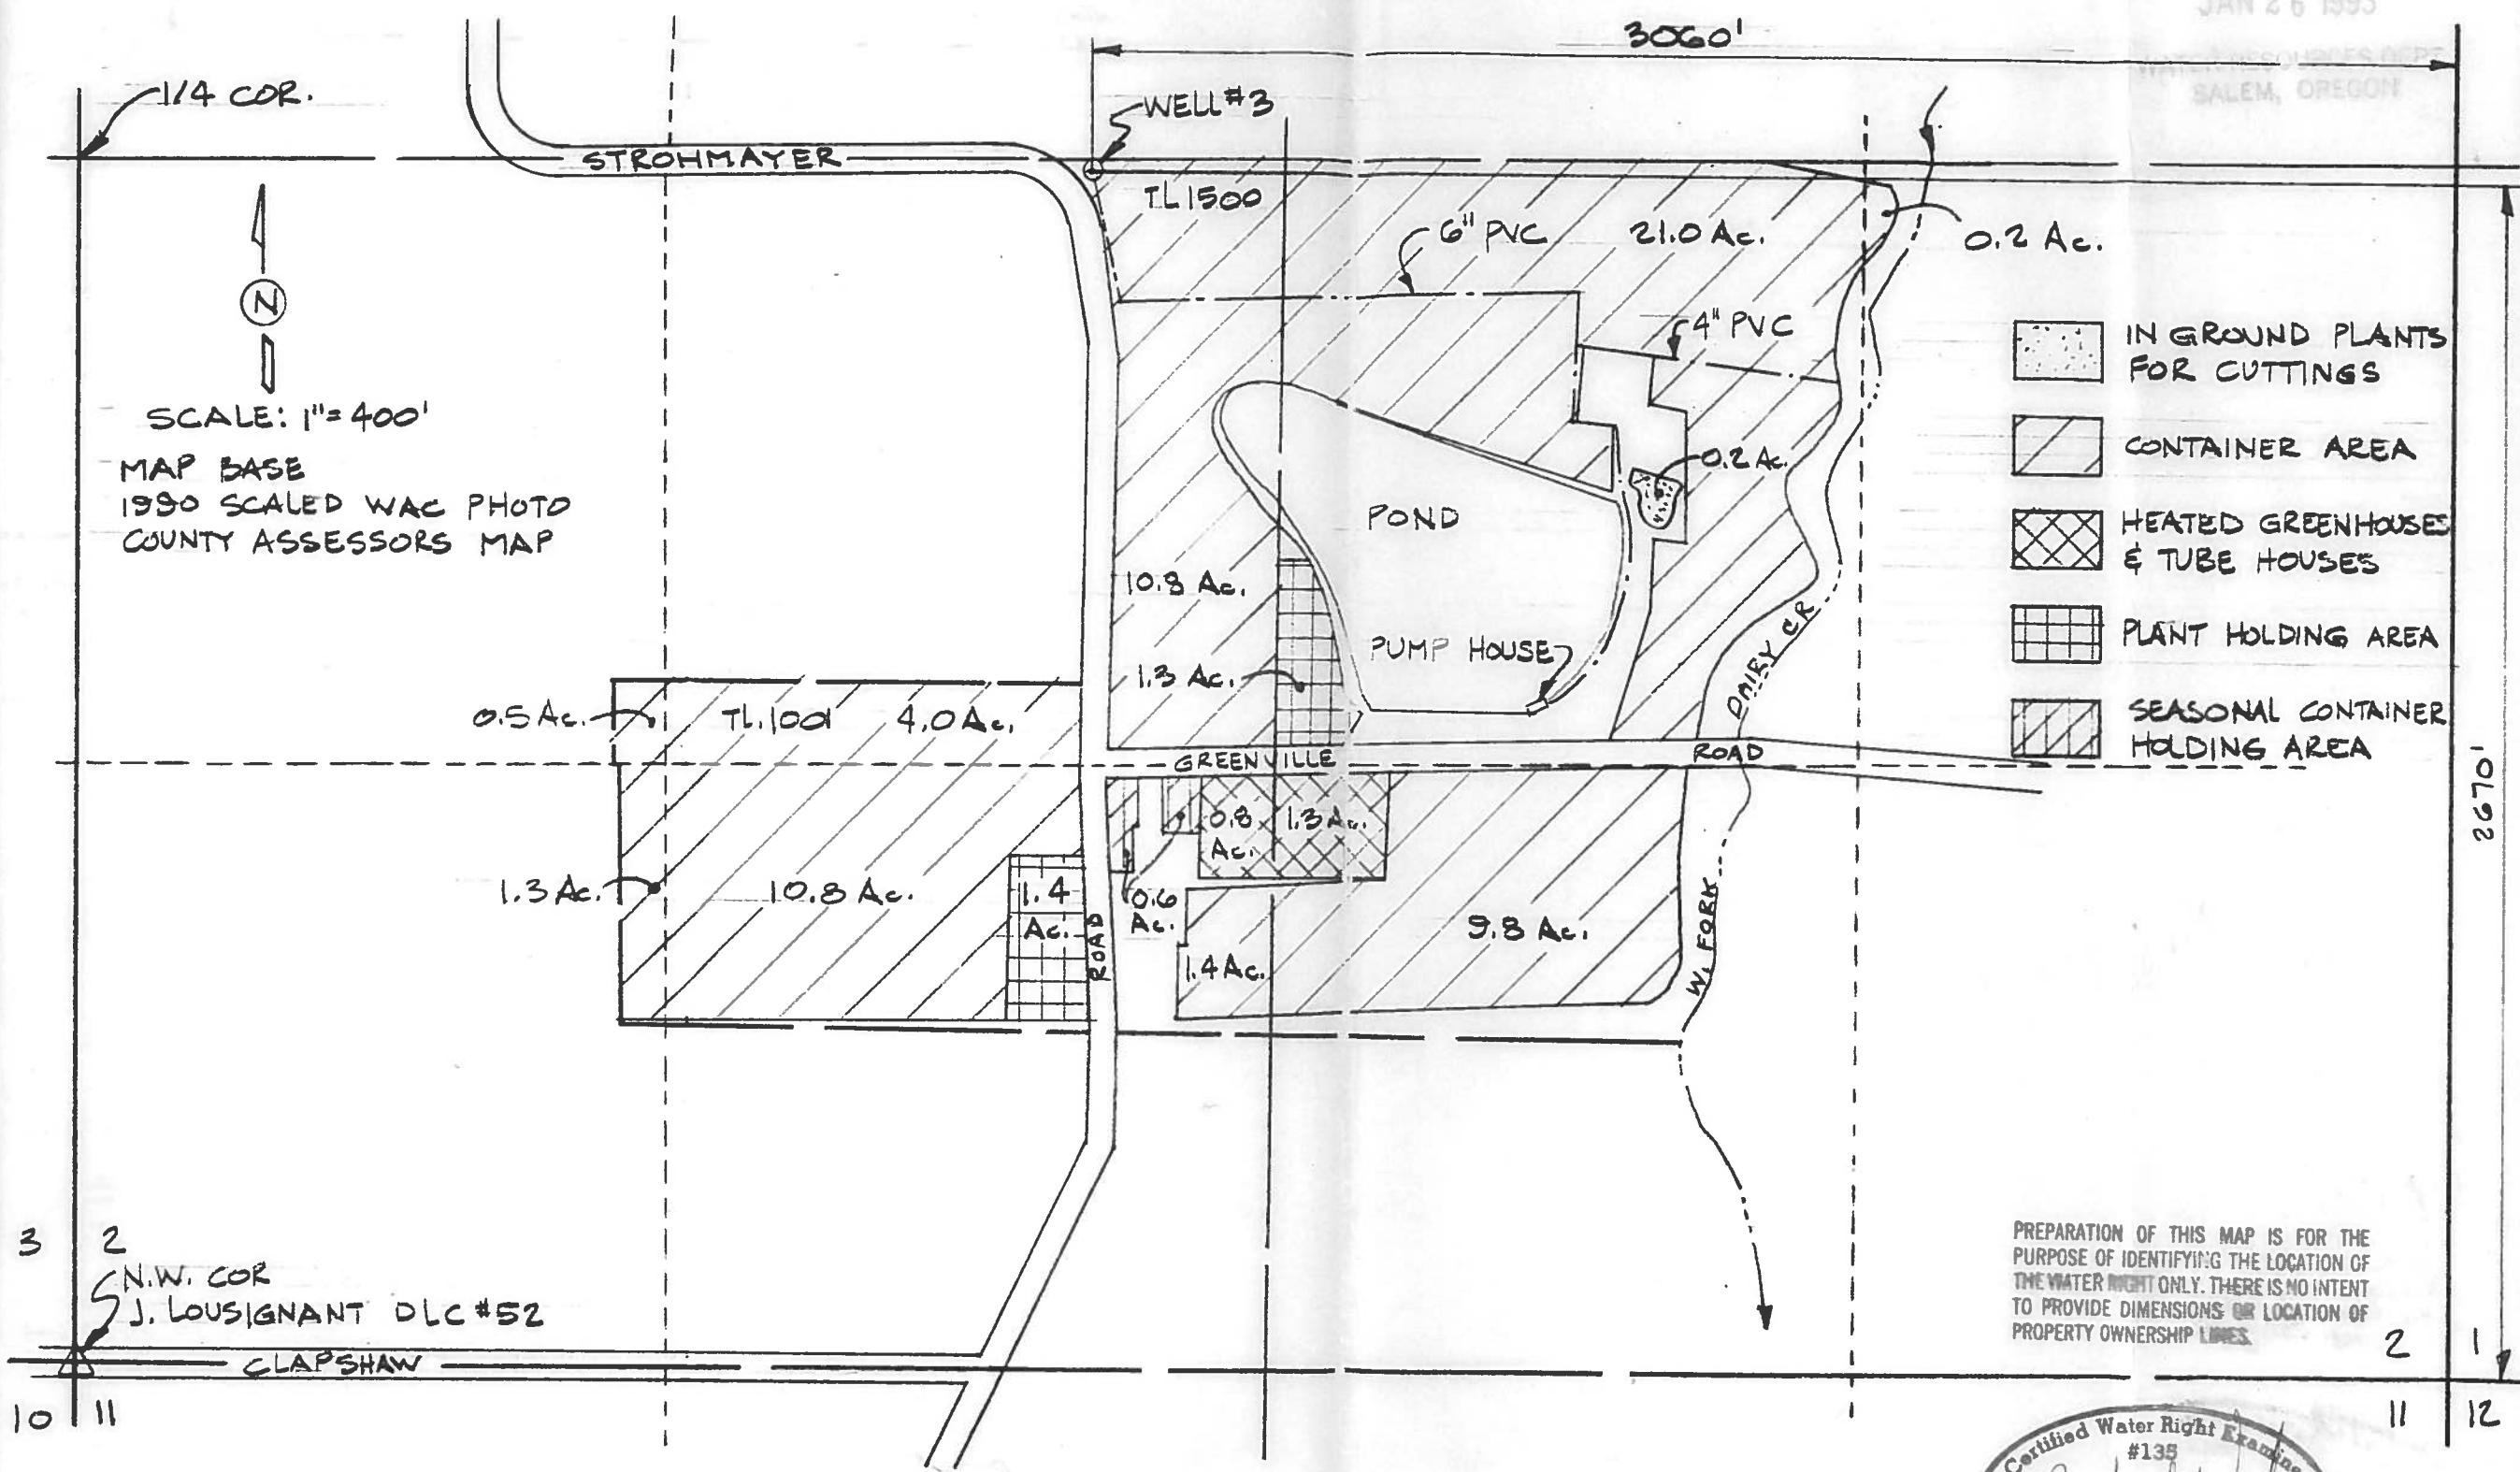 JAN 26 1995
WATER RESOURCES DEPT
SALEM, OREGON
3060'
1/4 COR.
WELL #3
STROHMAYER
TL 1500
6" PVC
21.0 Ac.
0.2 Ac.
N
4" PVC
SCALE: 1"=400'
MAP BASE
1990 SCALED WAC PHOTO
COUNTY ASSESSORS MAP
IN GROUND PLANTS
FOR CUTTINGS
CONTAINER AREA
HEATED GREENHOUSES
& TUBE HOUSES
PLANT HOLDING AREA
SEASONAL CONTAINER
HOLDING AREA
0.2 Ac.
POND
10.8 Ac.
PUMP HOUSE
1.3 Ac.
DAIRY CR.
0.5 Ac.
TL.1001
4.0 Ac.
GREENVILLE
ROAD
2670'
0.8
Ac.
1.3 Ac.
1.3 Ac.
10.8 Ac.
1.4
Ac.
ROAD
0.6
Ac.
1.4 Ac.
9.8 Ac.
W. FORK
3
2
N.W. COR
J. LOUSIGNANT DLC #52
PREPARATION OF THIS MAP IS FOR THE
PURPOSE OF IDENTIFYING THE LOCATION OF
THE WATER RIGHT ONLY. THERE IS NO INTENT
TO PROVIDE DIMENSIONS OR LOCATION OF
PROPERTY OWNERSHIP LINES.
2
1
CLAPSHAW
10
11
11
12
Certified Water Right Examine
#135